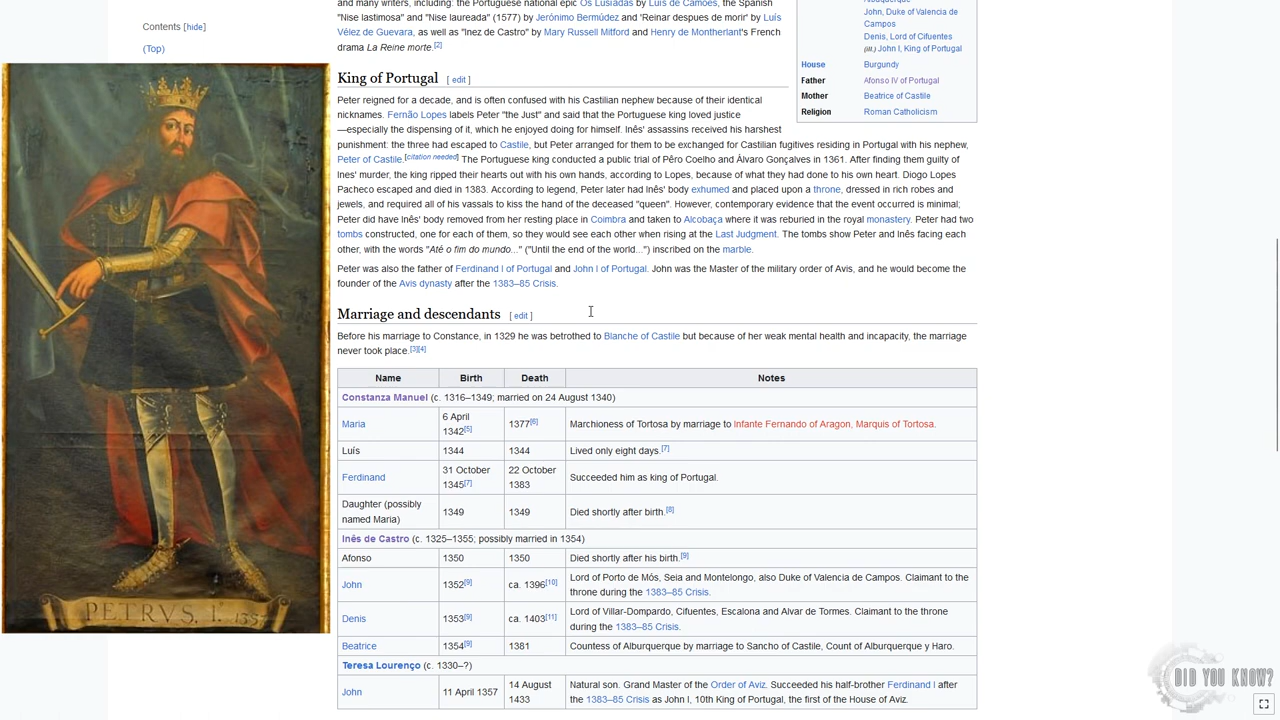 Contents [hide]
(Top)
and many writers, including: the Portuguese national epic Os Lusíadas by Luís de Camões, the Spanish
"Nise lastimosa" and "Nise laureada" (1577) by Jerónimo Bermúdez and 'Reinar despues de morir' by Luís
Vélez de Guevara, as well as "Inez de Castro" by Mary Russell Mitford and Henry de Montherlant's French
drama La Reine morte.[2]
John, Duke of Valencia de
Campos
Denis, Lord of Cifuentes
(ill.) John I, King of Portugal
House Burgundy
Father Afonso IV of Portugal
Mother Beatrice of Castile
Religion Roman Catholicism
King of Portugal [ edit ]
Peter reigned for a decade, and is often confused with his Castilian nephew because of their identical
nicknames. Fernão Lopes labels Peter "the Just" and said that the Portuguese king loved justice
—especially the dispensing of it, which he enjoyed doing for himself. Inês' assassins received his harshest
punishment: the three had escaped to Castile, but Peter arranged for them to be exchanged for Castilian fugitives residing in Portugal with his nephew,
Peter of Castile.[citation needed] The Portuguese king conducted a public trial of Pêro Coelho and Álvaro Gonçalves in 1361. After finding them guilty of
Ines' murder, the king ripped their hearts out with his own hands, according to Lopes, because of what they had done to his own heart. Diogo Lopes
Pacheco escaped and died in 1383. According to legend, Peter later had Inês' body exhumed and placed upon a throne, dressed in rich robes and
jewels, and required all of his vassals to kiss the hand of the deceased "queen". However, contemporary evidence that the event occurred is minimal;
Peter did have Inês' body removed from her resting place in Coimbra and taken to Alcobaça where it was reburied in the royal monastery. Peter had two
tombs constructed, one for each of them, so they would see each other when rising at the Last Judgment. The tombs show Peter and Inês facing each
other, with the words "Até o fim do mundo..." ("Until the end of the world...") inscribed on the marble.
Peter was also the father of Ferdinand I of Portugal and John I of Portugal. John was the Master of the military order of Avis, and he would become the
founder of the Avis dynasty after the 1383–85 Crisis.
Marriage and descendants [ edit ]
Before his marriage to Constance, in 1329 he was betrothed to Blanche of Castile but because of her weak mental health and incapacity, the marriage
never took place.[3][4]
Name Birth Death Notes
Constanza Manuel (c. 1316–1349; married on 24 August 1340)
Maria 6 April 1342[5] 1377[6] Marchioness of Tortosa by marriage to Infante Fernando of Aragon, Marquis of Tortosa.
Luís 1344 1344 Lived only eight days.[7]
Ferdinand 31 October 1345[7] 22 October 1383 Succeeded him as king of Portugal.
Daughter (possibly named Maria) 1349 1349 Died shortly after birth.[8]
Inês de Castro (c. 1325–1355; possibly married in 1354)
Afonso 1350 1350 Died shortly after his birth.[9]
John 1352[9] ca. 1396[10] Lord of Porto de Mós, Seia and Montelongo, also Duke of Valencia de Campos. Claimant to the
throne during the 1383–85 Crisis.
Denis 1353[9] ca. 1403[11] Lord of Villar-Dompardo, Cifuentes, Escalona and Alvar de Tormes. Claimant to the throne
during the 1383–85 Crisis.
Beatrice 1354[9] 1381 Countess of Alburquerque by marriage to Sancho of Castile, Count of Alburquerque y Haro.
Teresa Lourenço (c. 1330–?)
John 11 April 1357 14 August 1433 Natural son. Grand Master of the Order of Aviz. Succeeded his half-brother Ferdinand I after
the 1383–85 Crisis as John I, 10th King of Portugal, the first of the House of Aviz.
PETRVS. I.
DID YOU KNOW?